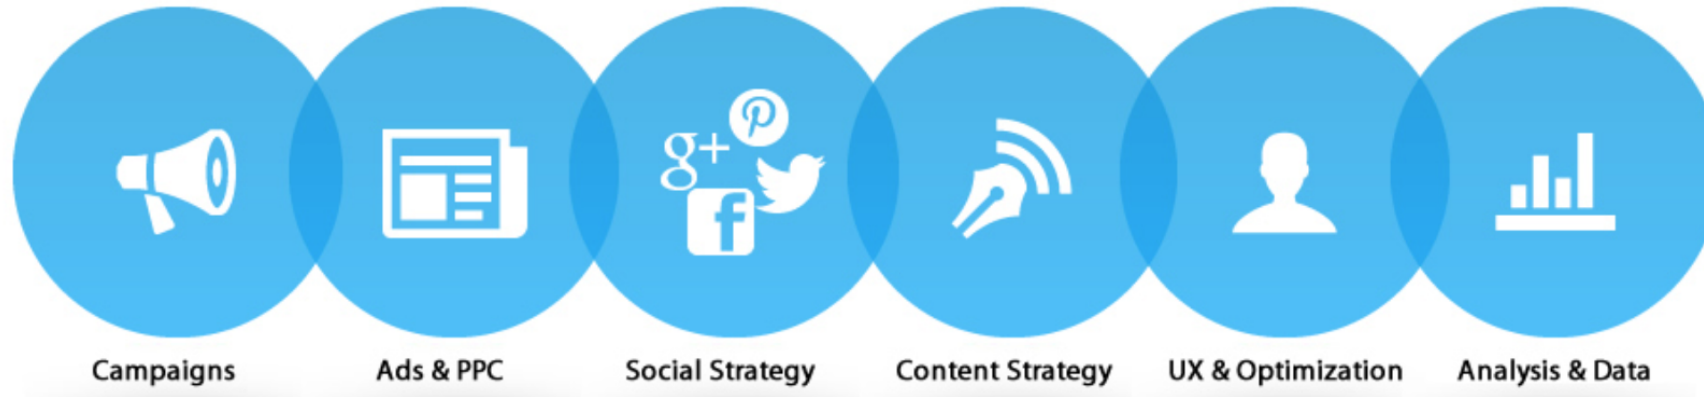 g+
Campaigns
Ads & PPC
Social Strategy
Content Strategy
UX & Optimization
Analysis & Data